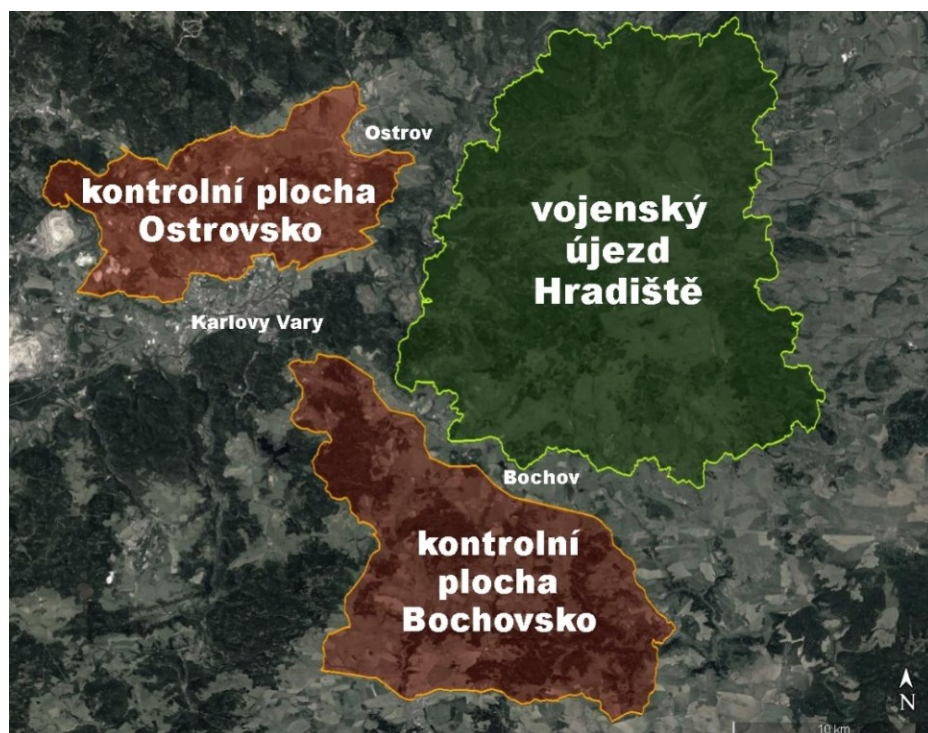 Ostrov
kontrolní plocha
Ostrovsko
vojenský
újezd
Hradiště
Karlovy Vary
Bochov
kontrolní
plocha
Bochovsko
N
10 km